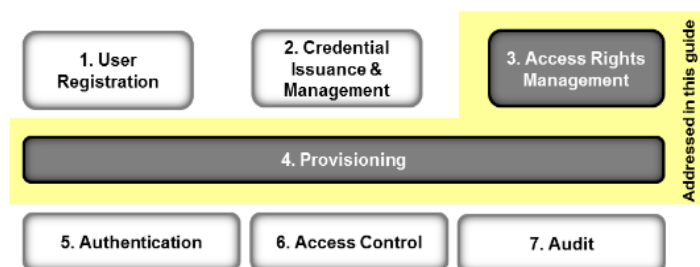 1. User
Registration
2. Credential
Issuance &
Management
3. Access Rights
Management
Addressed in this guide
4. Provisioning
5. Authentication
6. Access Control
7. Audit